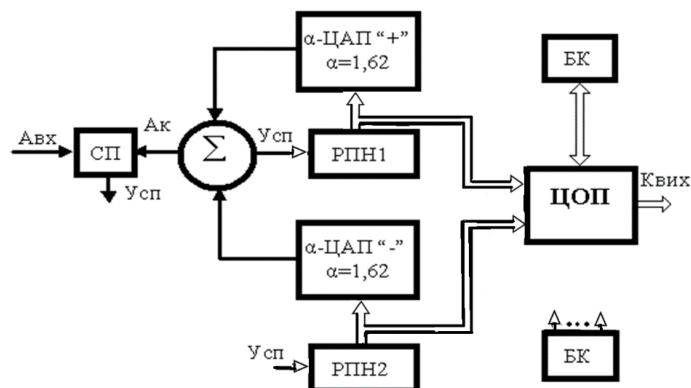 α-ЦАП “+”
α=1,62
БК
Авх
СП
Ак
Σ
Усп
РПН1
Усп
ЦОП
Квих
α-ЦАП “-”
α=1,62
Усп
РПН2
...
БК